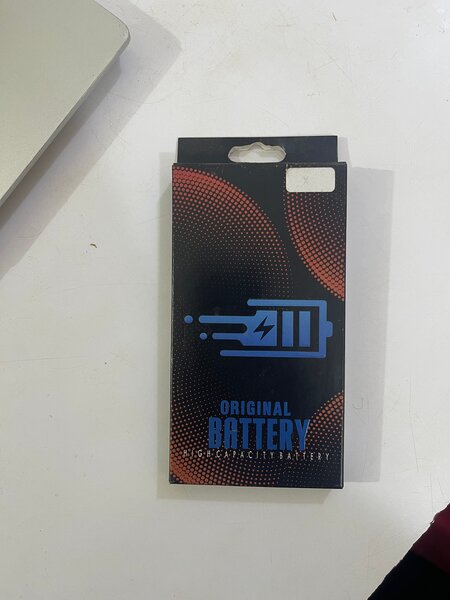 X
ORIGINAL
BATTERY
HIGH CAPACITY BATTERY